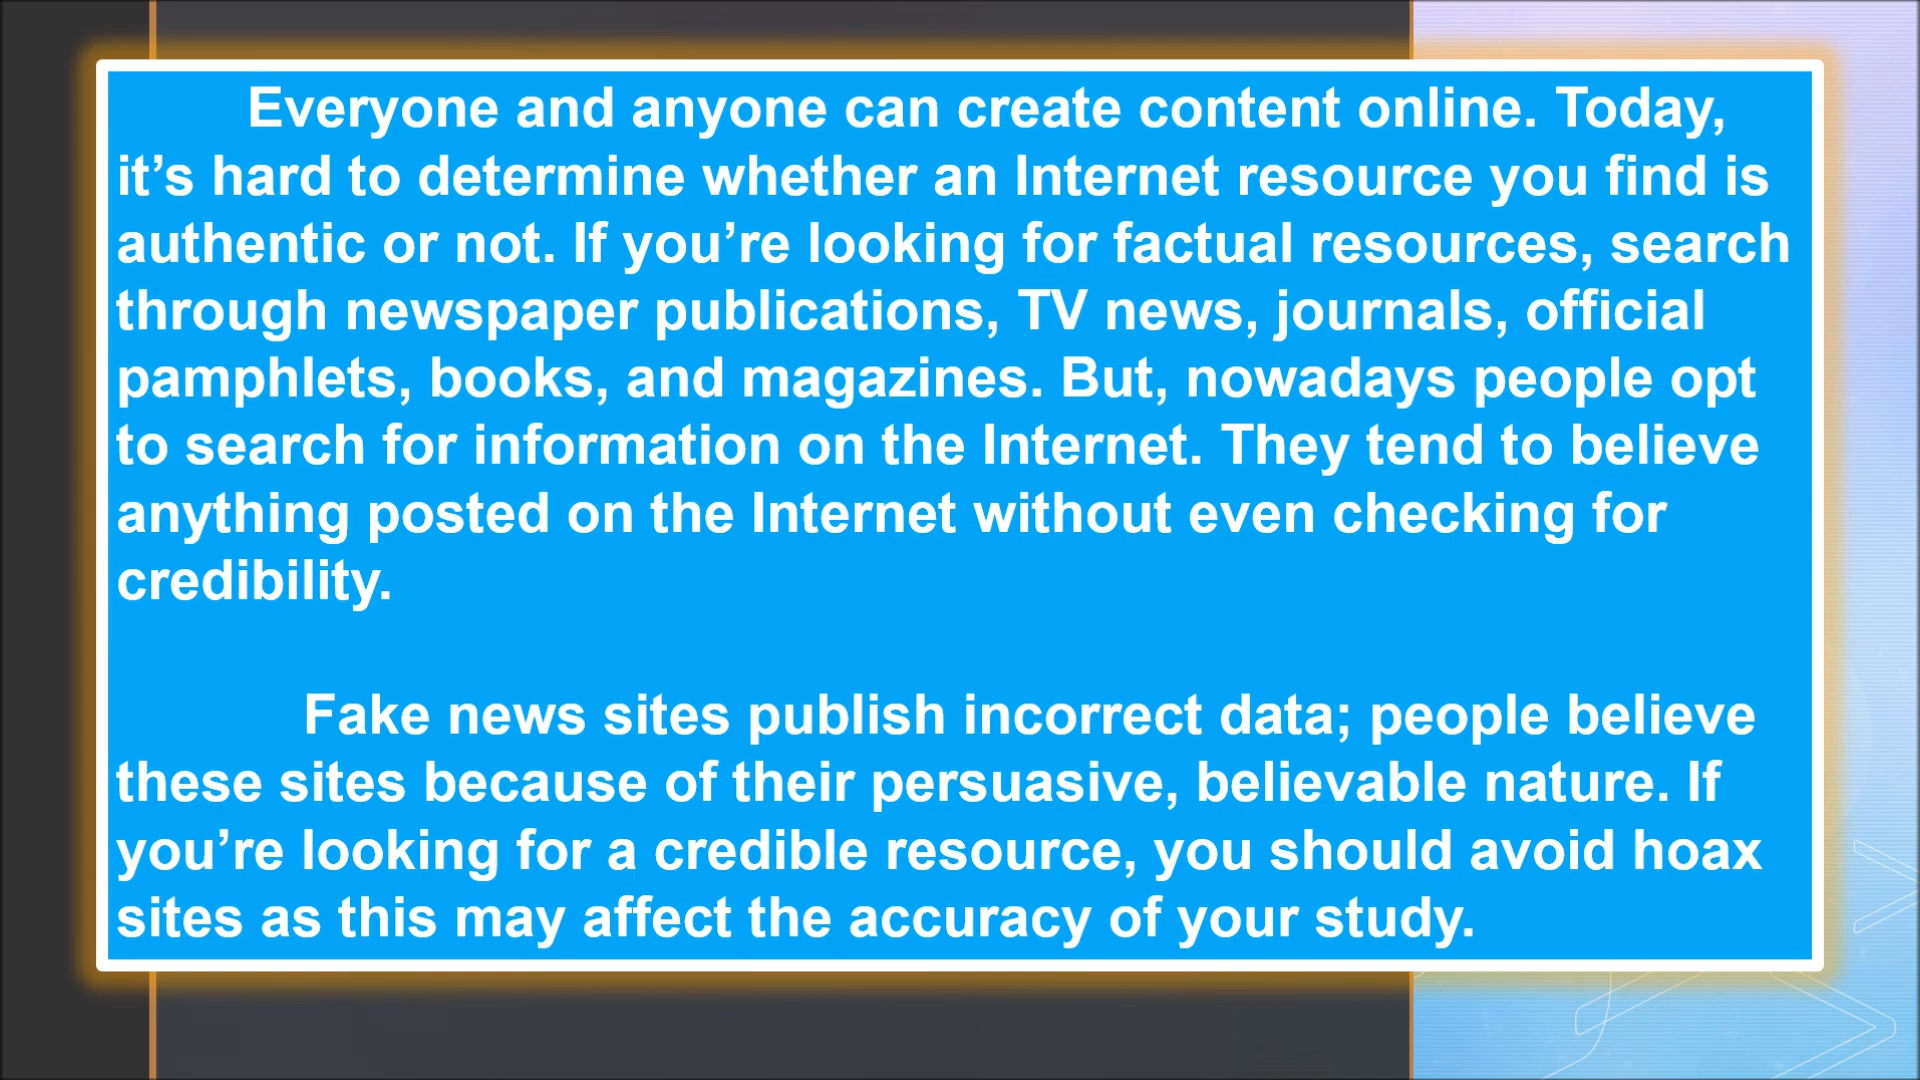 Everyone and anyone can create content online. Today,
it’s hard to determine whether an Internet resource you find is
authentic or not. If you’re looking for factual resources, search
through newspaper publications, TV news, journals, official
pamphlets, books, and magazines. But, nowadays people opt
to search for information on the Internet. They tend to believe
anything posted on the Internet without even checking for
credibility.
Fake news sites publish incorrect data; people believe
these sites because of their persuasive, believable nature. If
you’re looking for a credible resource, you should avoid hoax
sites as this may affect the accuracy of your study.